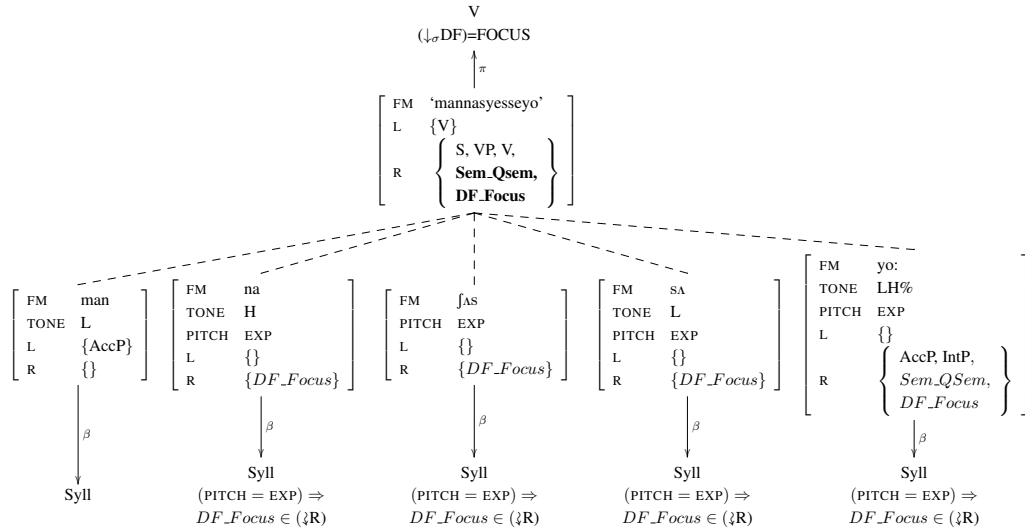 V
(↓σDF)=FOCUS
π
FM ‘mannasyesseyo’
L {V}
R { S, VP, V, Sem_Qsem, DF_Focus }
FM man
TONE L
L {AccP}
R {}
FM na
TONE H
PITCH EXP
L {}
R {DF_Focus}
FM ʃʌs
PITCH EXP
L {}
R {DF_Focus}
FM sʌ
TONE L
PITCH EXP
L {}
R {DF_Focus}
FM yo:
TONE LH%
PITCH EXP
L {}
R { AccP, IntP, Sem_QSem, DF_Focus }
β β β β β
Syll
Syll
(PITCH = EXP) ⇒
DF_Focus ∈ (⤈R)
Syll
(PITCH = EXP) ⇒
DF_Focus ∈ (⤈R)
Syll
(PITCH = EXP) ⇒
DF_Focus ∈ (⤈R)
Syll
(PITCH = EXP) ⇒
DF_Focus ∈ (⤈R)